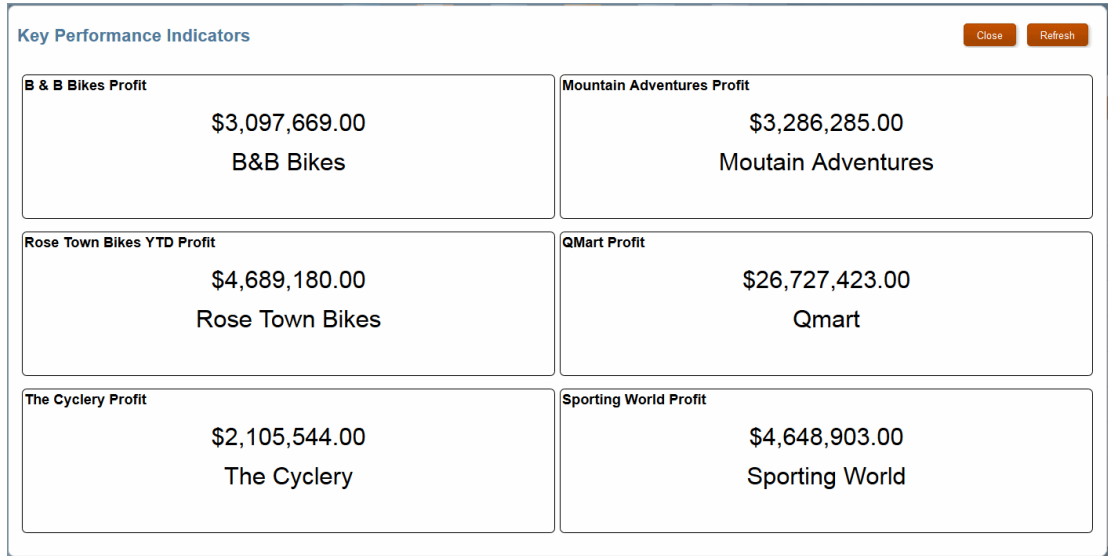 Key Performance Indicators
Close
Refresh
B & B Bikes Profit
$3,097,669.00
B&B Bikes
Mountain Adventures Profit
$3,286,285.00
Moutain Adventures
Rose Town Bikes YTD Profit
$4,689,180.00
Rose Town Bikes
QMart Profit
$26,727,423.00
Qmart
The Cyclery Profit
$2,105,544.00
The Cyclery
Sporting World Profit
$4,648,903.00
Sporting World